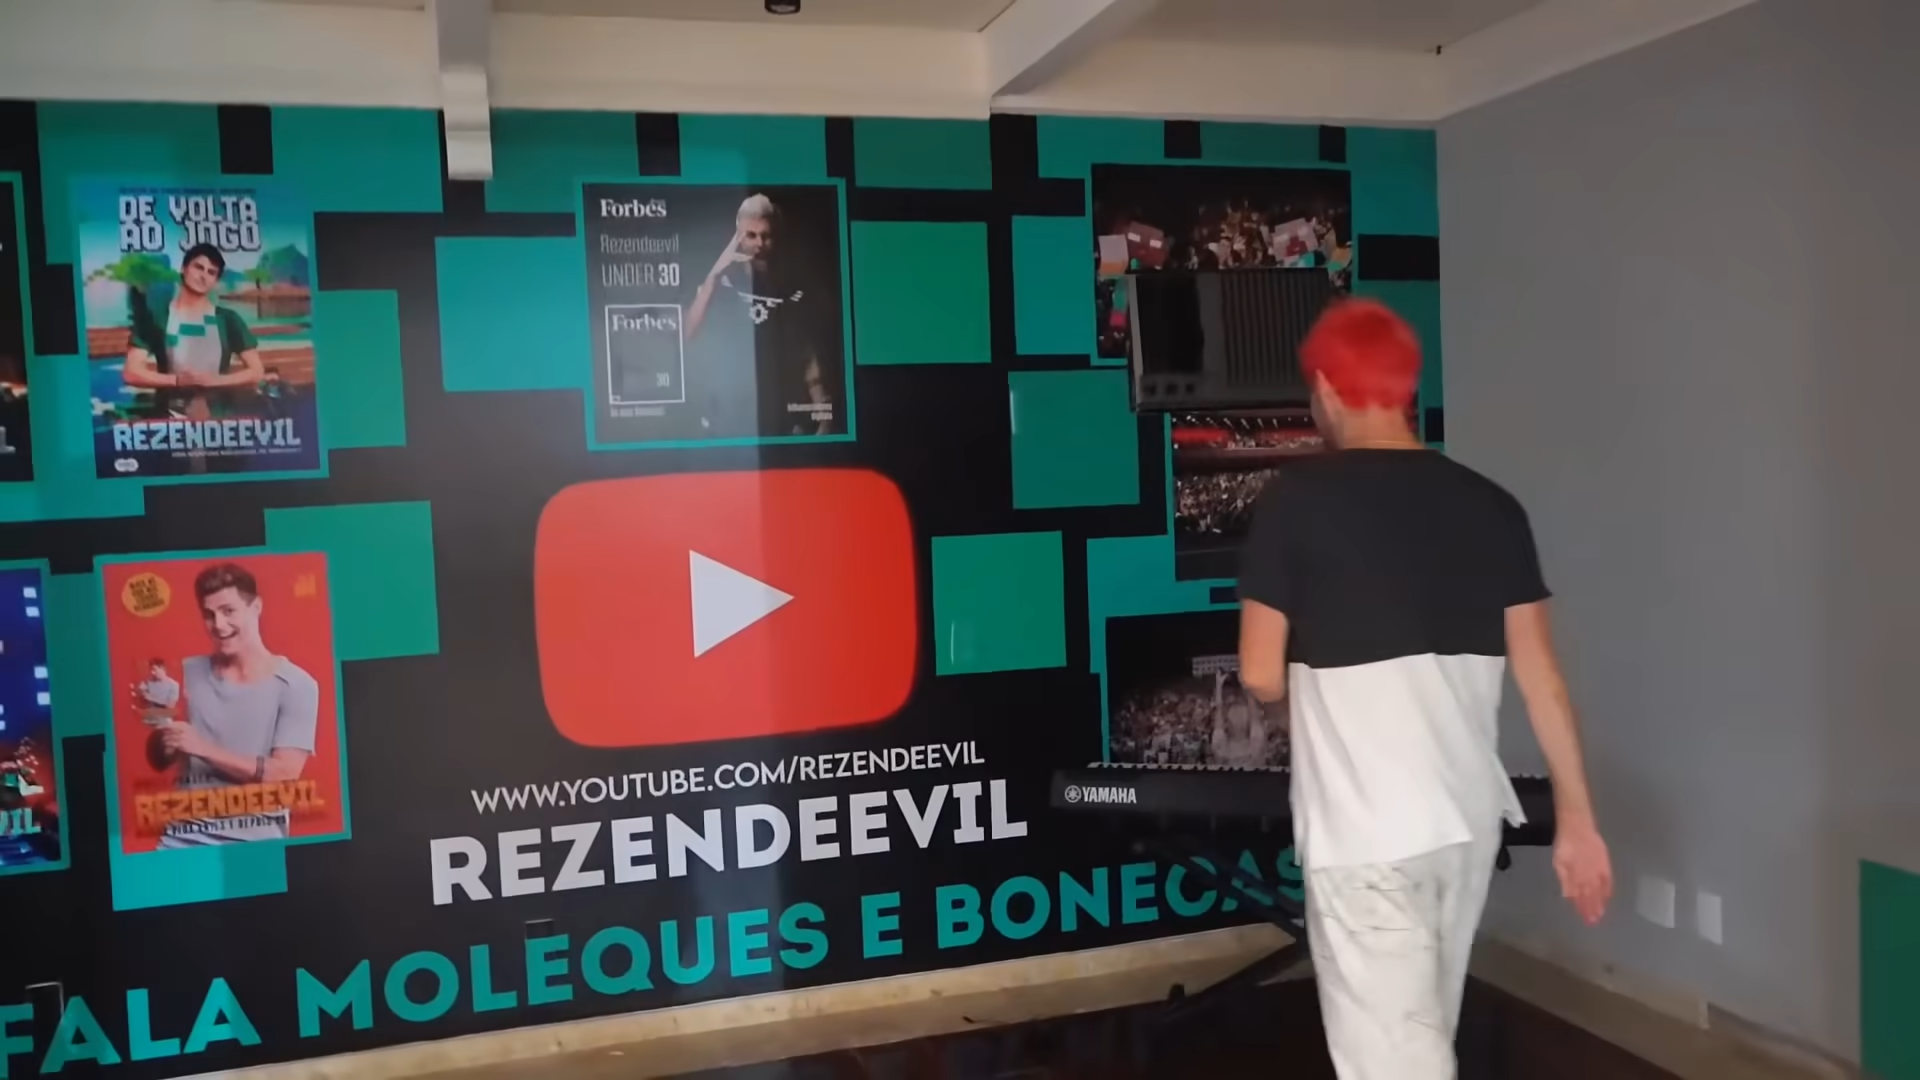 DE VOLTA
AO JOGO
REZENDEEVIL
Forbes
Rezendeevil
UNDER 30
Forbes
30
REZENDEEVIL
WWW.YOUTUBE.COM/REZENDEEVIL
REZENDEEVIL
FALA MOLEQUES E BONECAS
YAMAHA